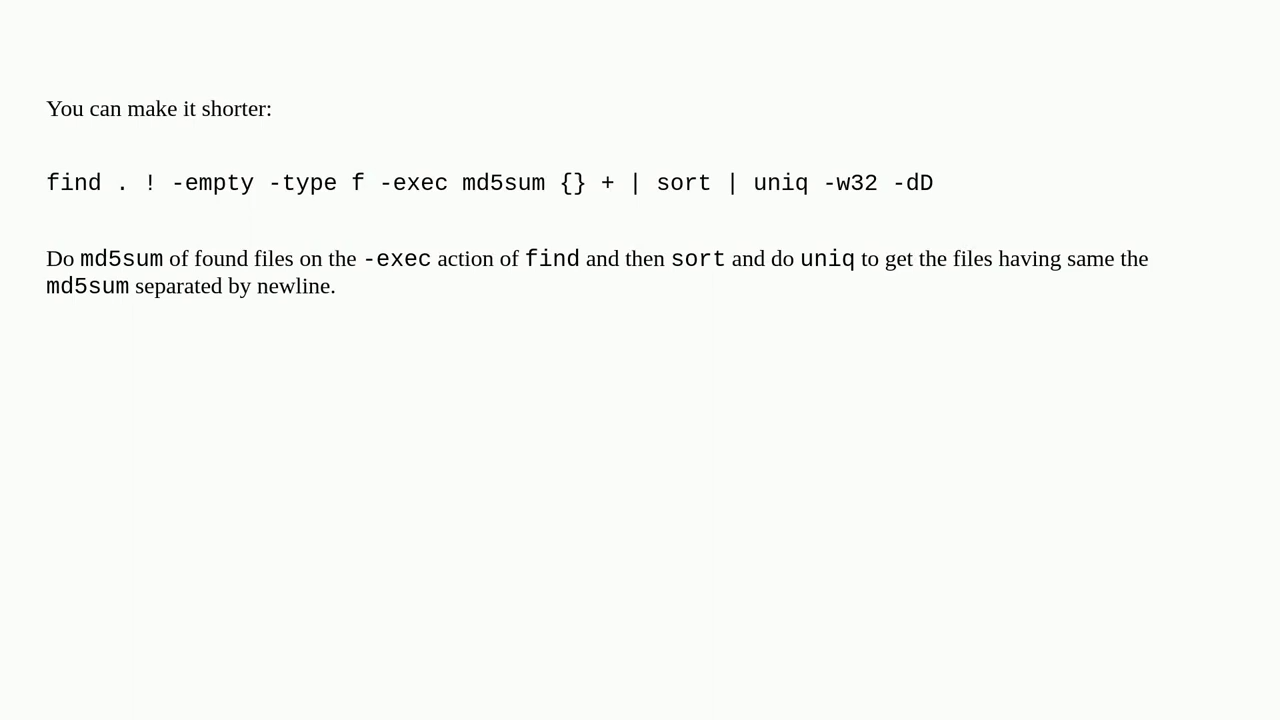 You can make it shorter:
find . ! -empty -type f -exec md5sum {} + | sort | uniq -w32 -dD
Do md5sum of found files on the -exec action of find and then sort and do uniq to get the files having same the
md5sum separated by newline.